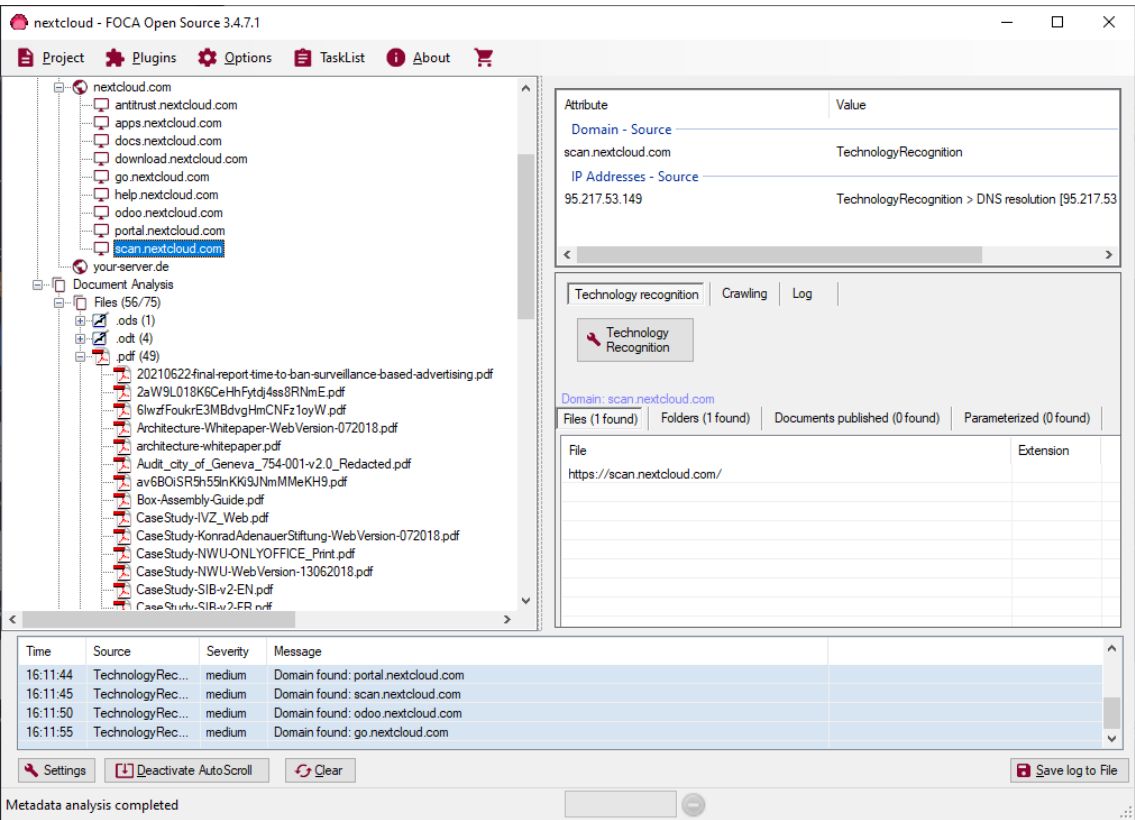 nextcloud - FOCA Open Source 3.4.7.1
Project Plugins Options TaskList About
nextcloud.com
antitrust.nextcloud.com
apps.nextcloud.com
docs.nextcloud.com
download.nextcloud.com
go.nextcloud.com
help.nextcloud.com
odoo.nextcloud.com
portal.nextcloud.com
scan.nextcloud.com
your-server.de
Document Analysis
Files (56/75)
.ods (1)
.odt (4)
.pdf (49)
20210622-final-report-time-to-ban-surveillance-based-advertising.pdf
2aW9L018K6CeHhFytdj4ss8RNmE.pdf
6lwzfFoukrE3MBdvgHmCNFz1oyW.pdf
Architecture-Whitepaper-WebVersion-072018.pdf
architecture-whitepaper.pdf
Audit_city_of_Geneva_754-001-v2.0_Redacted.pdf
av6BOiSR5h55lnKKi9JNmMMeKH9.pdf
Box-Assembly-Guide.pdf
CaseStudy-IVZ_Web.pdf
CaseStudy-KonradAdenauerStiftung-WebVersion-072018.pdf
CaseStudy-NWU-ONLYOFFICE_Print.pdf
CaseStudy-NWU-WebVersion-13062018.pdf
CaseStudy-SIB-v2-EN.pdf
CaseStudy-SIB-v2-FR.pdf
Attribute Value
Domain - Source
scan.nextcloud.com TechnologyRecognition
IP Addresses - Source
95.217.53.149 TechnologyRecognition > DNS resolution [95.217.53
Technology recognition Crawling Log
Technology
Recognition
Domain: scan.nextcloud.com
Files (1 found) Folders (1 found) Documents published (0 found) Parameterized (0 found)
File Extension
https://scan.nextcloud.com/
Time Source Severity Message
16:11:44 TechnologyRec... medium Domain found: portal.nextcloud.com
16:11:45 TechnologyRec... medium Domain found: scan.nextcloud.com
16:11:50 TechnologyRec... medium Domain found: odoo.nextcloud.com
16:11:55 TechnologyRec... medium Domain found: go.nextcloud.com
Settings Deactivate AutoScroll Clear Save log to File
Metadata analysis completed